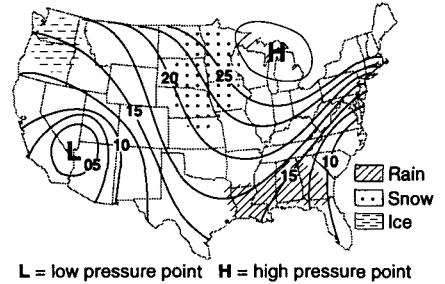 H
20
25
15
10
L
05
15
10
Rain
Snow
Ice
L = low pressure point H = high pressure point